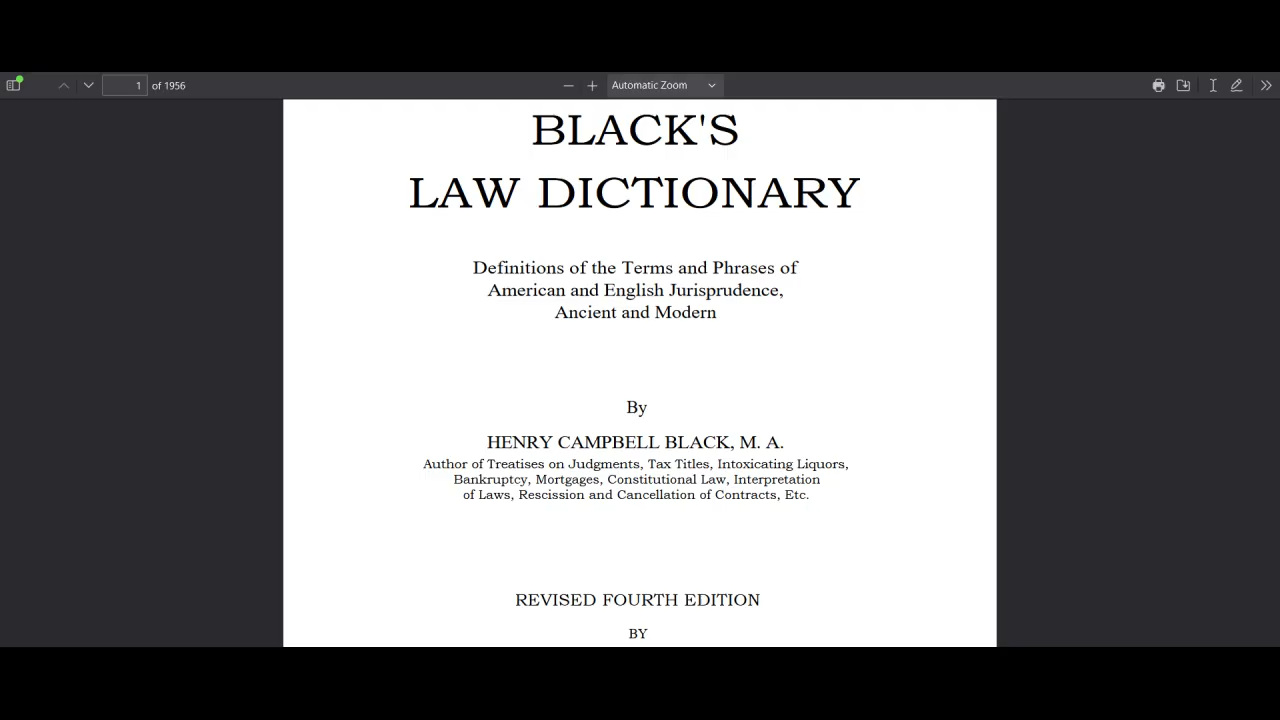 1 of 1956
Automatic Zoom
BLACK'S
LAW DICTIONARY
Definitions of the Terms and Phrases of
American and English Jurisprudence,
Ancient and Modern
By
HENRY CAMPBELL BLACK, M. A.
Author of Treatises on Judgments, Tax Titles, Intoxicating Liquors,
Bankruptcy, Mortgages, Constitutional Law, Interpretation
of Laws, Rescission and Cancellation of Contracts, Etc.
REVISED FOURTH EDITION
BY